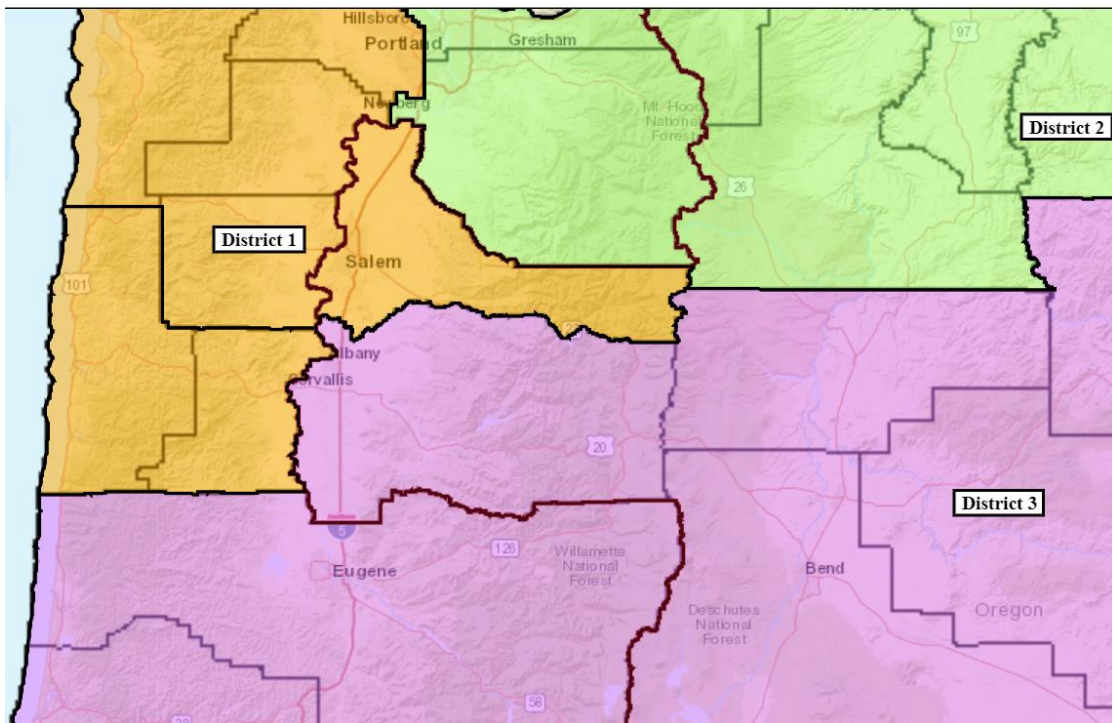 Hillsboro
Portland
Gresham
97
Newberg
Mt. Hood
National
Forest
District 2
26
District 1
Salem
101
22
Albany
Corvallis
20
District 3
5
126
Willamette
National
Forest
Eugene
Bend
Deschutes
National
Forest
Oregon
58